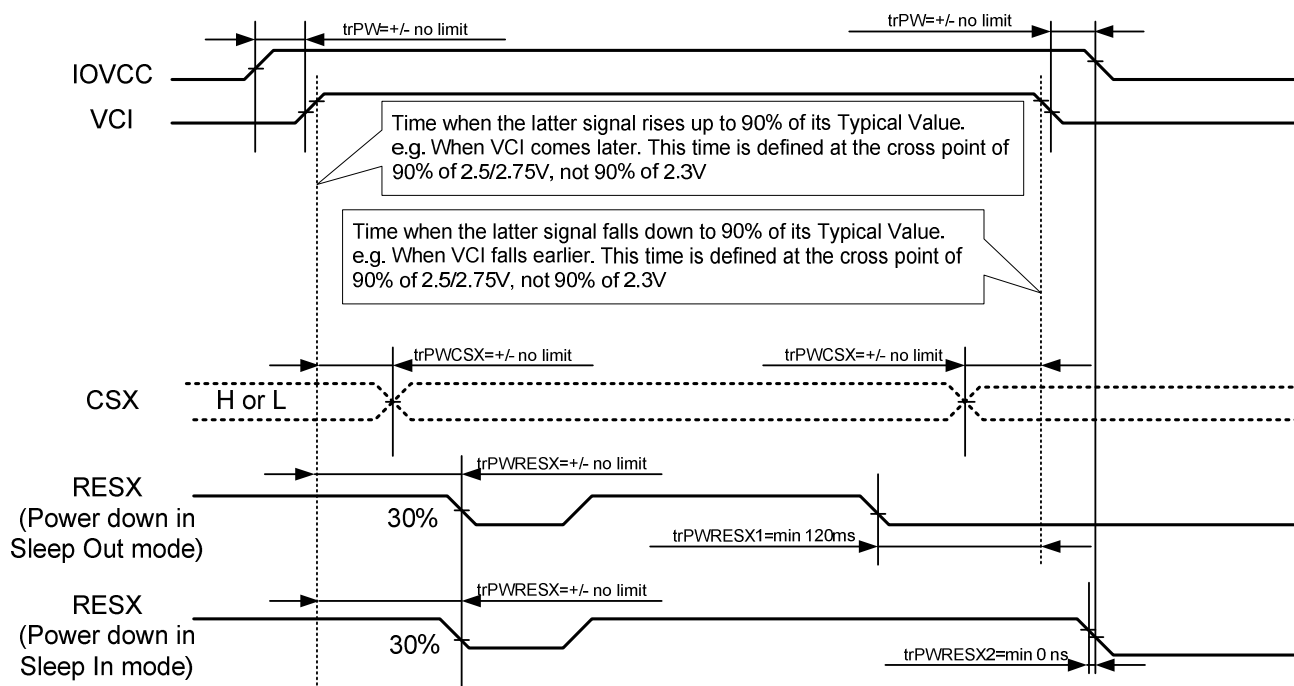 trPW=+/- no limit
trPW=+/- no limit
IOVCC
VCI
Time when the latter signal rises up to 90% of its Typical Value.
e.g. When VCI comes later. This time is defined at the cross point of
90% of 2.5/2.75V, not 90% of 2.3V
Time when the latter signal falls down to 90% of its Typical Value.
e.g. When VCI falls earlier. This time is defined at the cross point of
90% of 2.5/2.75V, not 90% of 2.3V
trPWCSX=+/- no limit
trPWCSX=+/- no limit
CSX
H or L
trPWRESX=+/- no limit
RESX
(Power down in
Sleep Out mode)
30%
trPWRESX1=min 120ms
trPWRESX=+/- no limit
RESX
(Power down in
Sleep In mode)
30%
trPWRESX2=min 0 ns